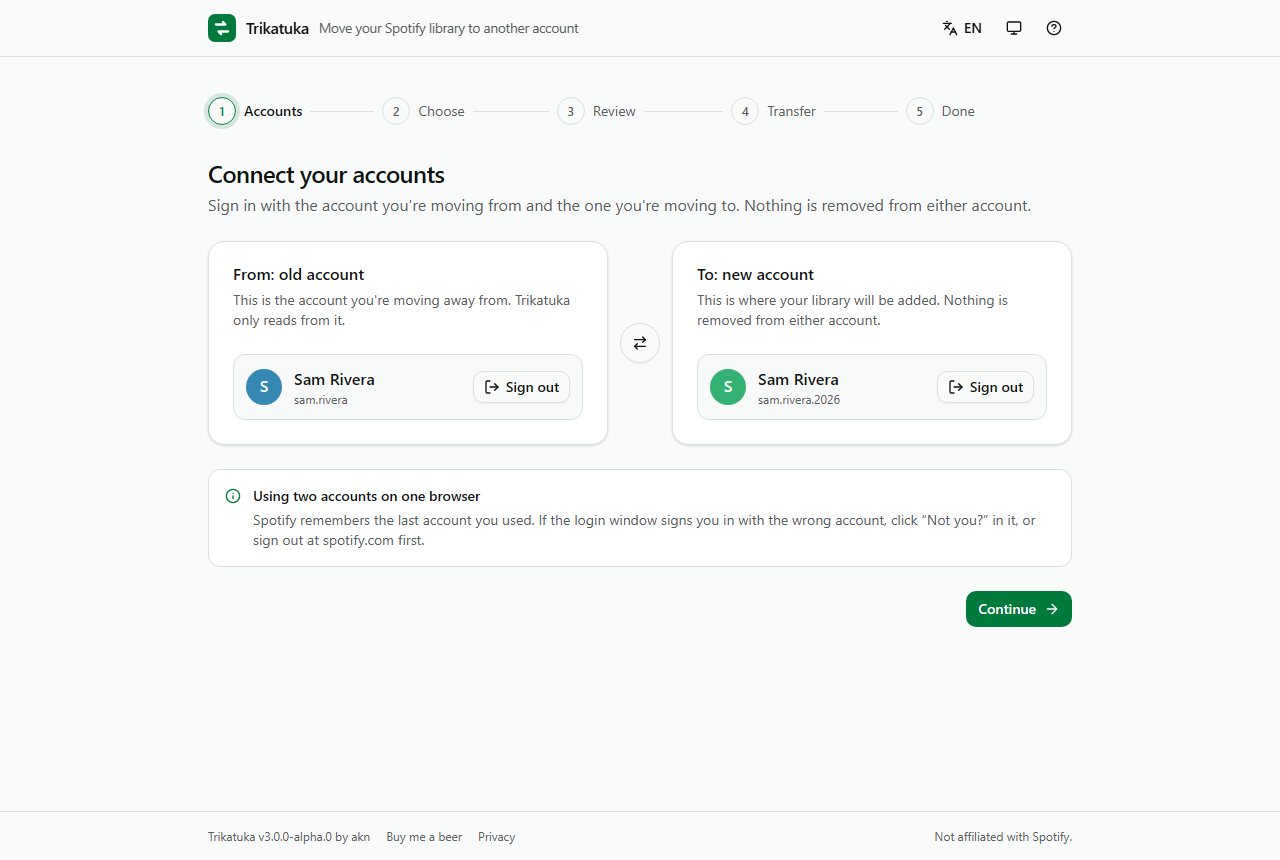 Trikatuka Move your Spotify library to another account EN
1 Accounts 2 Choose 3 Review 4 Transfer 5 Done
Connect your accounts
Sign in with the account you're moving from and the one you're moving to. Nothing is removed from either account.
From: old account
This is the account you're moving away from. Trikatuka
only reads from it.
S Sam Rivera
sam.rivera
Sign out
To: new account
This is where your library will be added. Nothing is
removed from either account.
S Sam Rivera
sam.rivera.2026
Sign out
Using two accounts on one browser
Spotify remembers the last account you used. If the login window signs you in with the wrong account, click “Not you?” in it, or
sign out at spotify.com first.
Continue
Trikatuka v3.0.0-alpha.0 by akn Buy me a beer Privacy Not affiliated with Spotify.